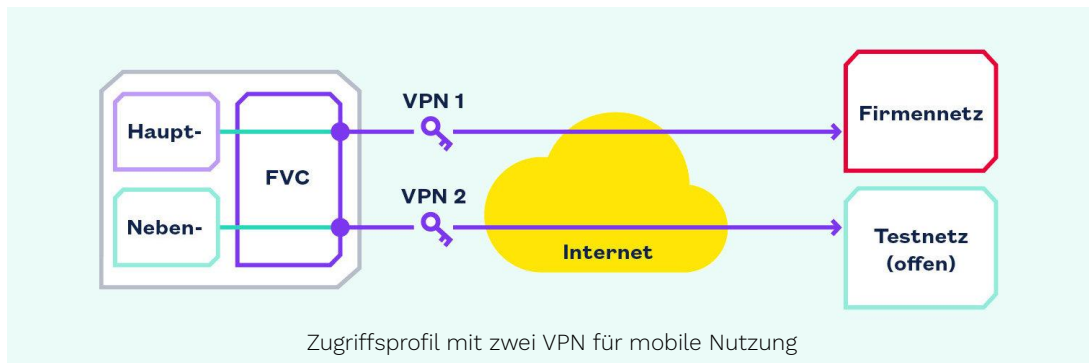 VPN 1
Haupt-
Firmennetz
FVC
VPN 2
Neben-
Internet
Testnetz
(offen)
Zugriffsprofil mit zwei VPN für mobile Nutzung